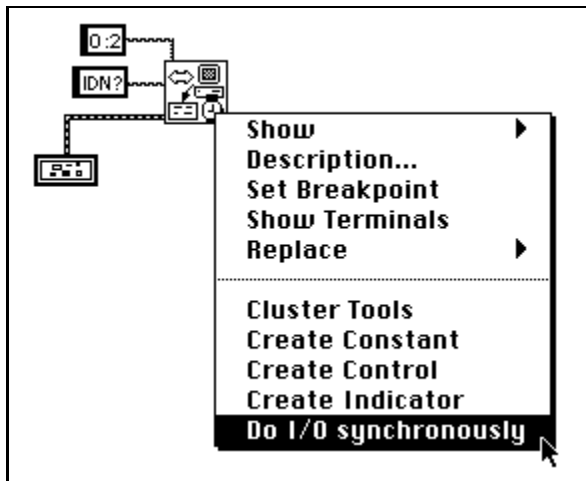 0:2
IDN?
Show
Description...
Set Breakpoint
Show Terminals
Replace
Cluster Tools
Create Constant
Create Control
Create Indicator
Do I/O synchronously